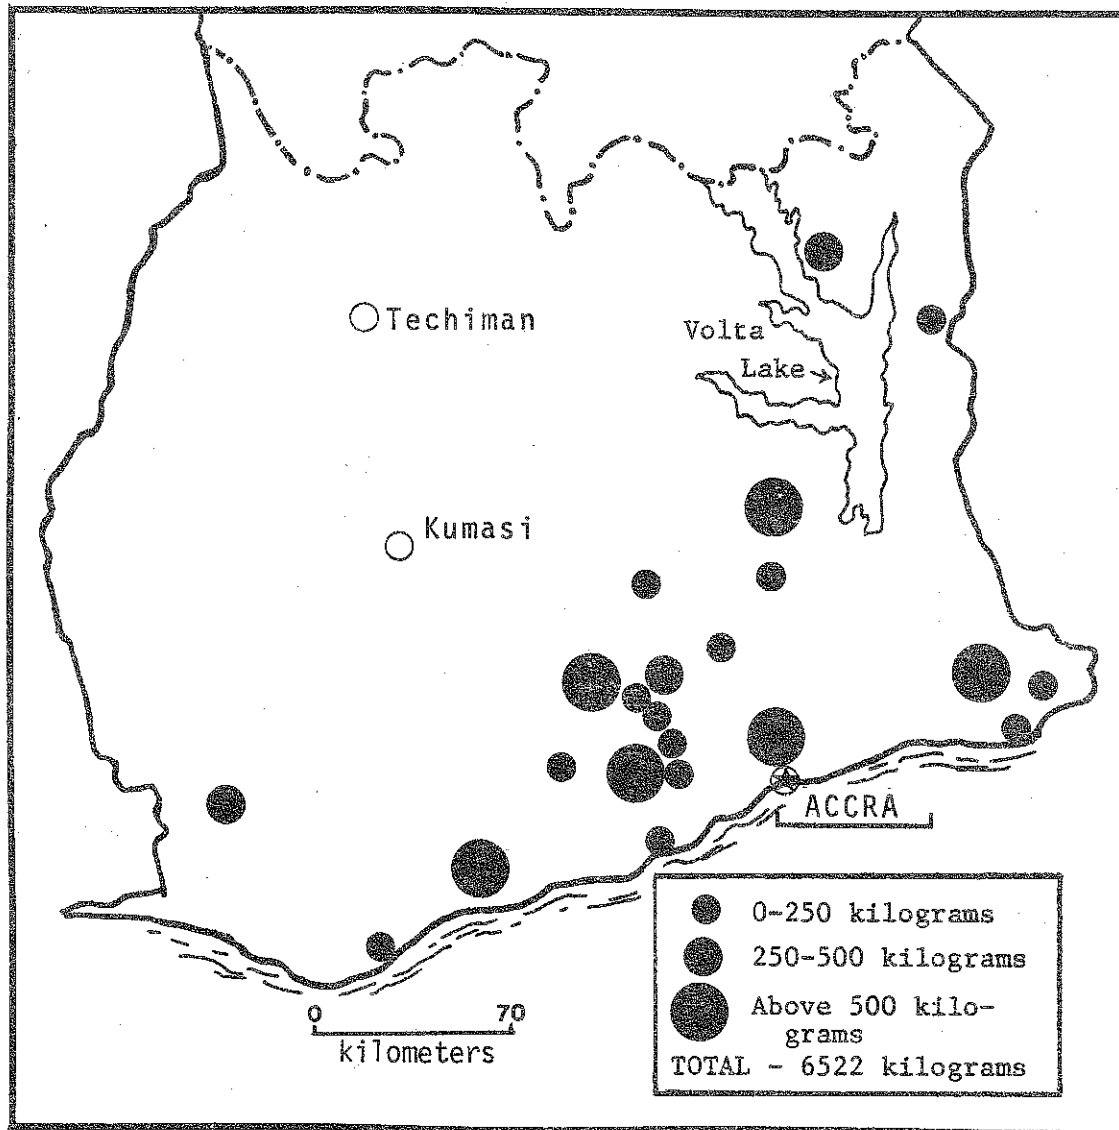 Techiman
Volta
Lake
Kumasi
ACCRA
0-250 kilograms
250-500 kilograms
Above 500 kilo-
grams
TOTAL - 6522 kilograms
0 70
kilometers